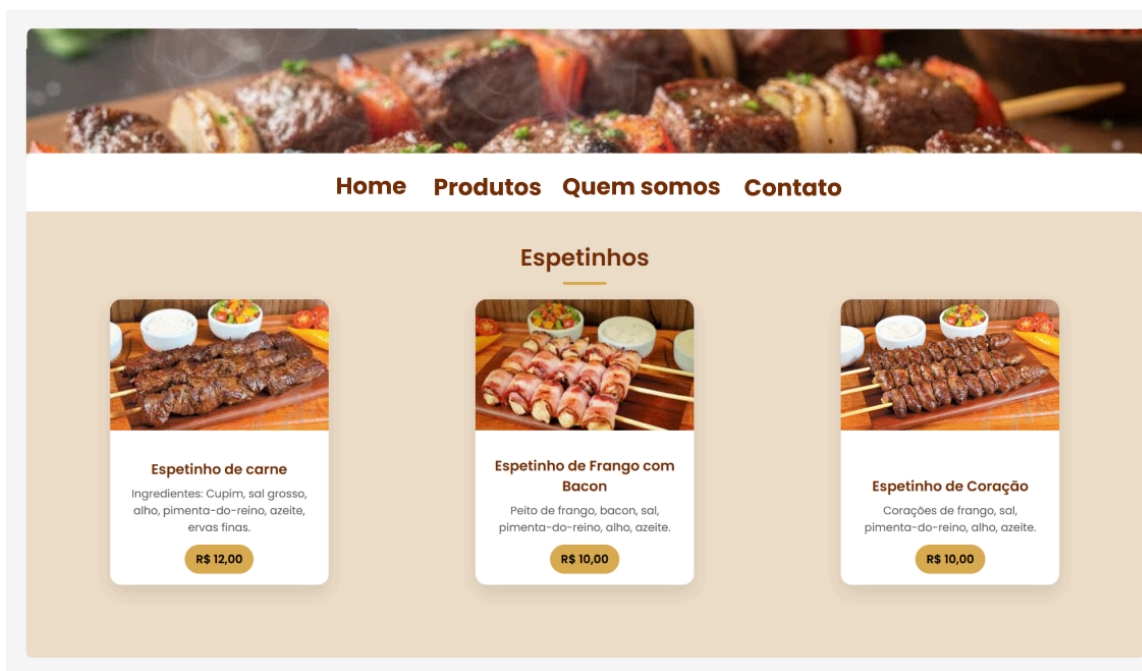 Home Produtos Quem somos Contato
Espetinhos
Espetinho de carne
Ingredientes: Cupim, sal grosso,
alho, pimenta-do-reino, azeite,
ervas finas.
R$ 12,00
Espetinho de Frango com
Bacon
Peito de frango, bacon, sal,
pimenta-do-reino, alho, azeite.
R$ 10,00
Espetinho de Coração
Corações de frango, sal,
pimenta-do-reino, alho, azeite.
R$ 10,00